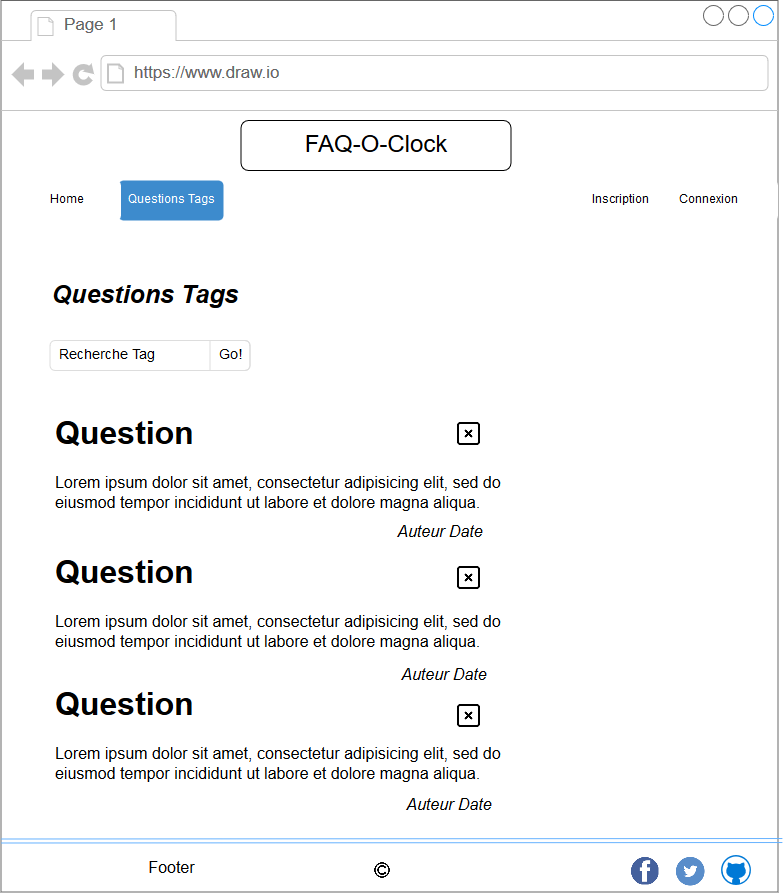 Page 1
https://www.draw.io
FAQ-O-Clock
Home Questions Tags Inscription Connexion
Questions Tags
Recherche Tag Go!
Question
Lorem ipsum dolor sit amet, consectetur adipisicing elit, sed do
eiusmod tempor incididunt ut labore et dolore magna aliqua.
Auteur Date
Question
Lorem ipsum dolor sit amet, consectetur adipisicing elit, sed do
eiusmod tempor incididunt ut labore et dolore magna aliqua.
Auteur Date
Question
Lorem ipsum dolor sit amet, consectetur adipisicing elit, sed do
eiusmod tempor incididunt ut labore et dolore magna aliqua.
Auteur Date
Footer ©